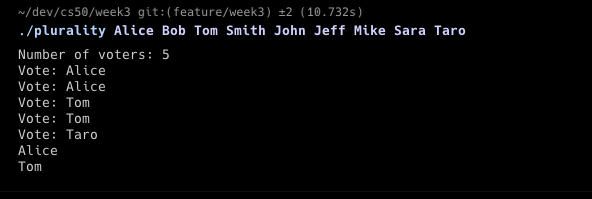 ~/dev/cs50/week3 git:(feature/week3) ±2 (10.732s)
./plurality Alice Bob Tom Smith John Jeff Mike Sara Taro
Number of voters: 5
Vote: Alice
Vote: Alice
Vote: Tom
Vote: Tom
Vote: Taro
Alice
Tom